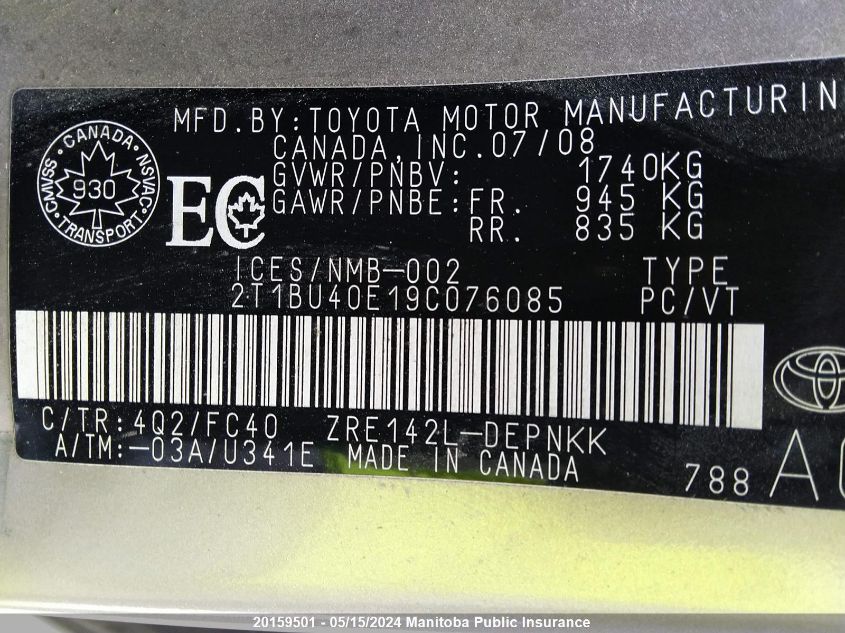 MFD.BY:TOYOTA MOTOR MANUFACTURIN
CANADA, INC.07/08
GVWR/PNBV: 1740KG
GAWR/PNBE: FR. 945 KG
RR. 835 KG
CANADA
CMVSS 930 NSVAC
TRANSPORT
EC
ICES/NMB-002 TYPE
2T1BU40E19C076085 PC/VT
C/TR: 4Q2/FC40 ZRE142L-DEPNKK
A/TM:-03A/U341E MADE IN CANADA
788 A0
20159501 - 05/15/2024 Manitoba Public Insurance